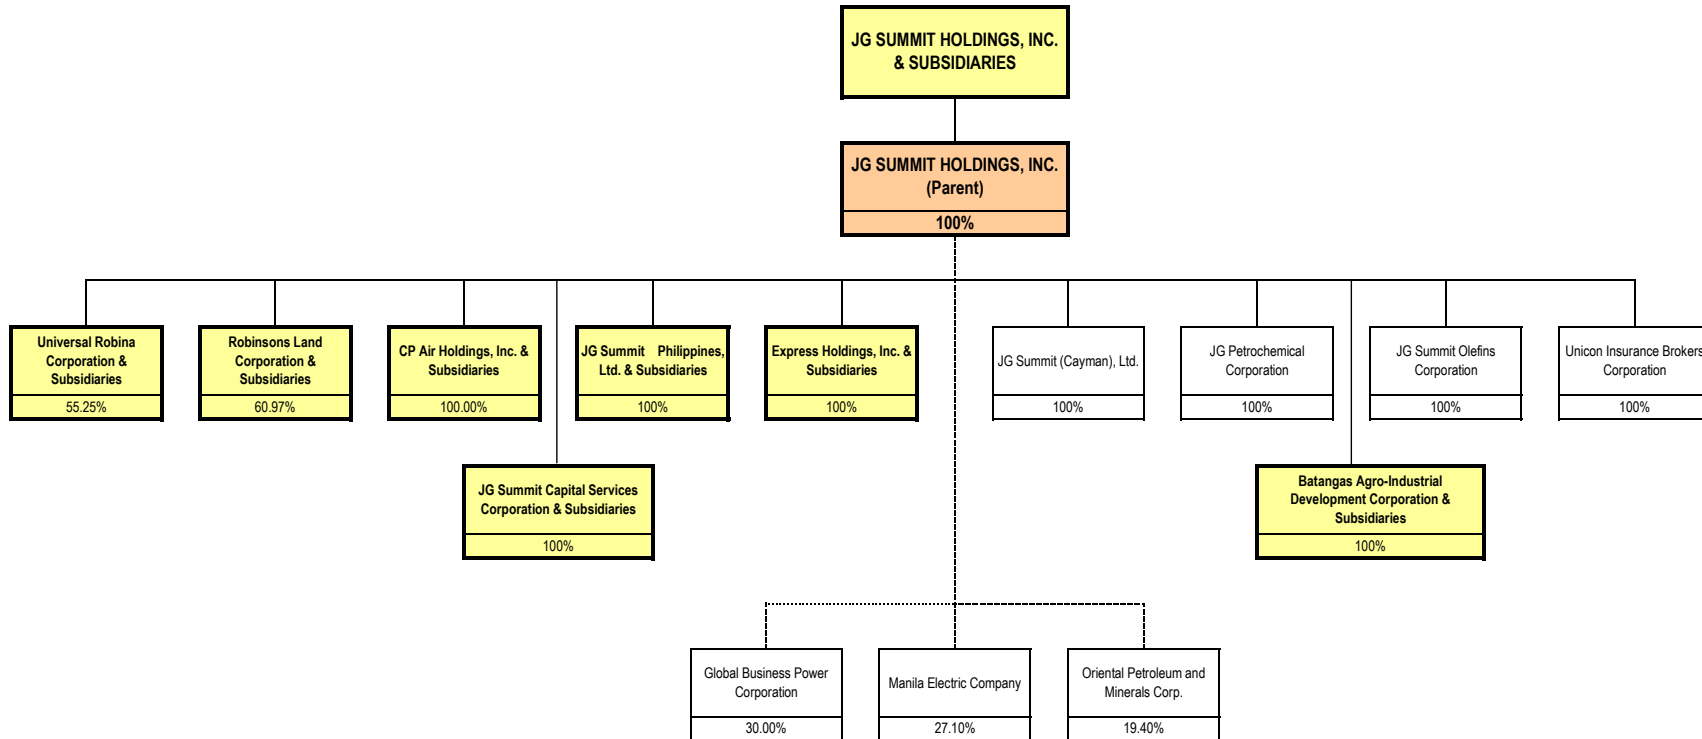 JG SUMMIT HOLDINGS, INC.
& SUBSIDIARIES
JG SUMMIT HOLDINGS, INC.
(Parent)
100%
Universal Robina
Corporation &
Subsidiaries
55.25%
Robinsons Land
Corporation &
Subsidiaries
60.97%
CP Air Holdings, Inc. &
Subsidiaries
100.00%
JG Summit Philippines,
Ltd. & Subsidiaries
100%
Express Holdings, Inc. &
Subsidiaries
100%
JG Summit (Cayman), Ltd.
100%
JG Petrochemical
Corporation
100%
JG Summit Olefins
Corporation
100%
Unicon Insurance Brokers
Corporation
100%
JG Summit Capital Services
Corporation & Subsidiaries
100%
Batangas Agro-Industrial
Development Corporation &
Subsidiaries
100%
Global Business Power
Corporation
30.00%
Manila Electric Company
27.10%
Oriental Petroleum and
Minerals Corp.
19.40%